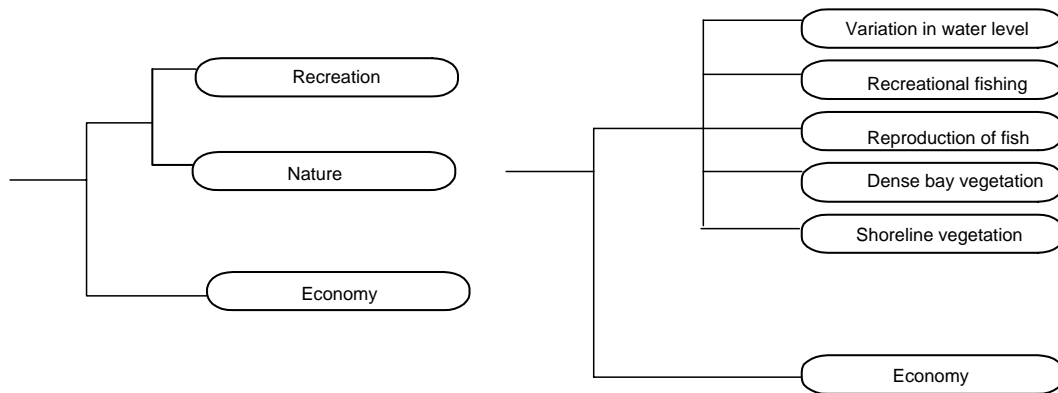 Recreation
Nature
Economy
Variation in water level
Recreational fishing
Reproduction of fish
Dense bay vegetation
Shoreline vegetation
Economy